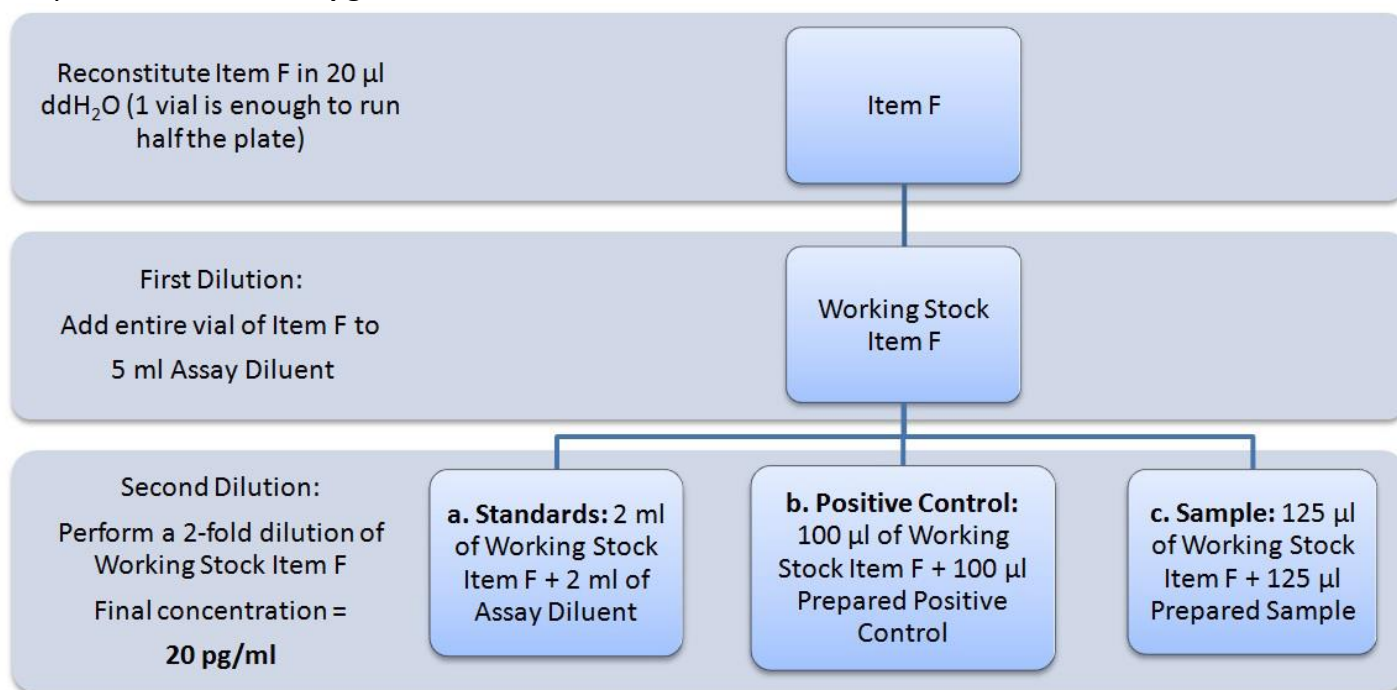 Reconstitute Item F in 20 µl
ddH₂O (1 vial is enough to run
half the plate)
Item F
First Dilution:
Add entire vial of Item F to
5 ml Assay Diluent
Working Stock
Item F
Second Dilution:
Perform a 2-fold dilution of
Working Stock Item F
Final concentration =
20 pg/ml
a. Standards: 2 ml
of Working Stock
Item F + 2 ml of
Assay Diluent
b. Positive Control:
100 µl of Working
Stock Item F + 100 µl
Prepared Positive
Control
c. Sample: 125 µl
of Working Stock
Item F + 125 µl
Prepared Sample